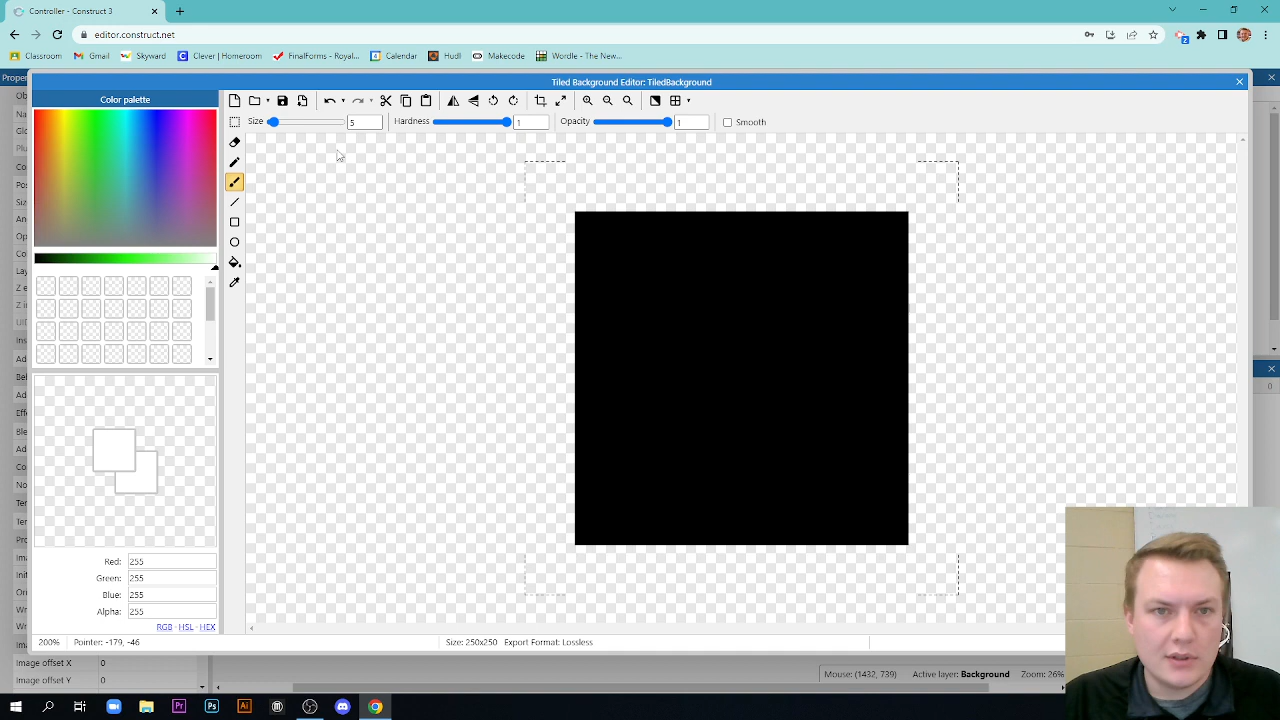 Controller - Construct 3
editor.construct.net
Classroom Gmail Skyward Clever | Homeroom FinalForms - Royal... Calendar Hudl Makecode Wordle - The New...
Tiled Background Editor: TiledBackground
Color palette
Size 5 Hardness 1 Opacity 1 Smooth
Red: 255
Green: 255
Blue: 255
Alpha: 255
RGB - HSL - HEX
200% Pointer: -179, -46 Size: 250x250 Export Format: Lossless
Image offset X 0
Image offset Y 0
Mouse: (1432, 739) Active layer: Background Zoom: 26%